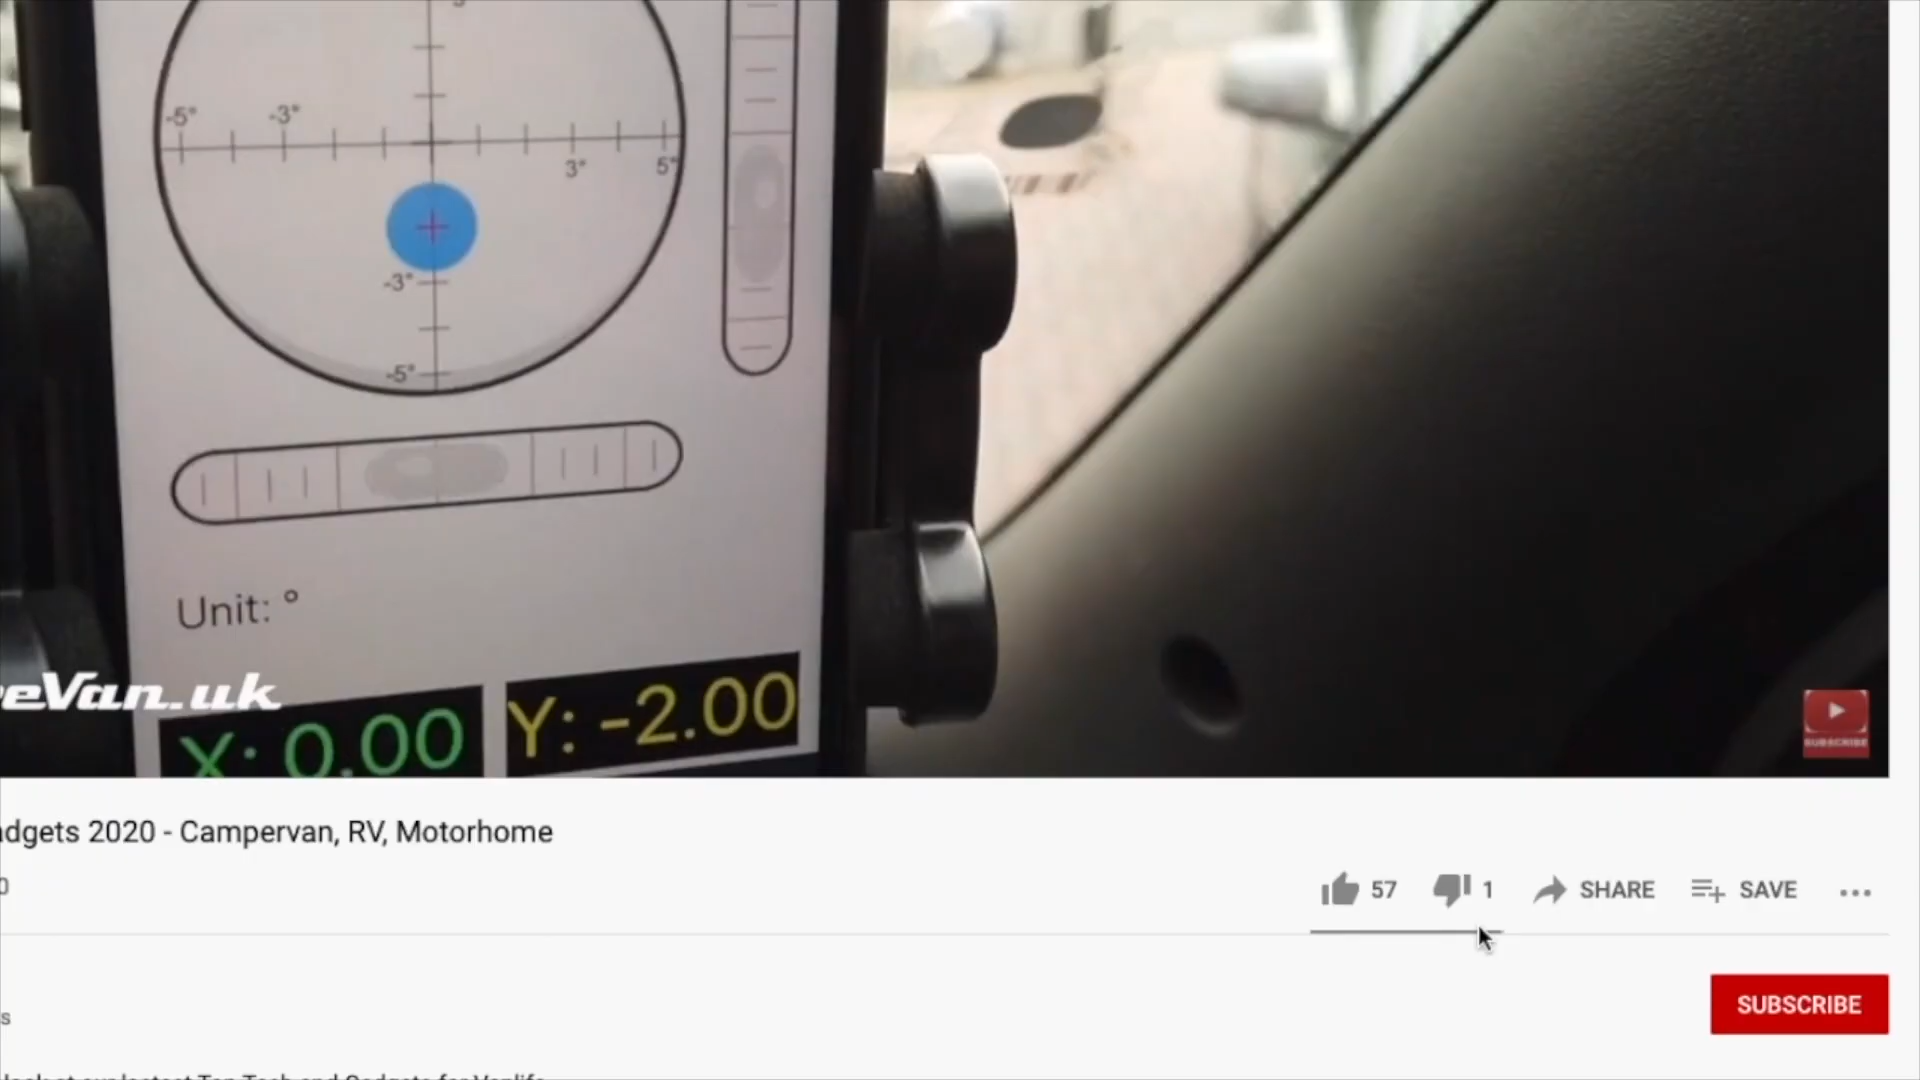 -5°
-3°
3°
5°
-3°
-5°
Unit: °
eVan.uk
X: 0.00
Y: -2.00
SUBSCRIBE
dgets 2020 - Campervan, RV, Motorhome
57
1
SHARE
SAVE
SUBSCRIBE
s